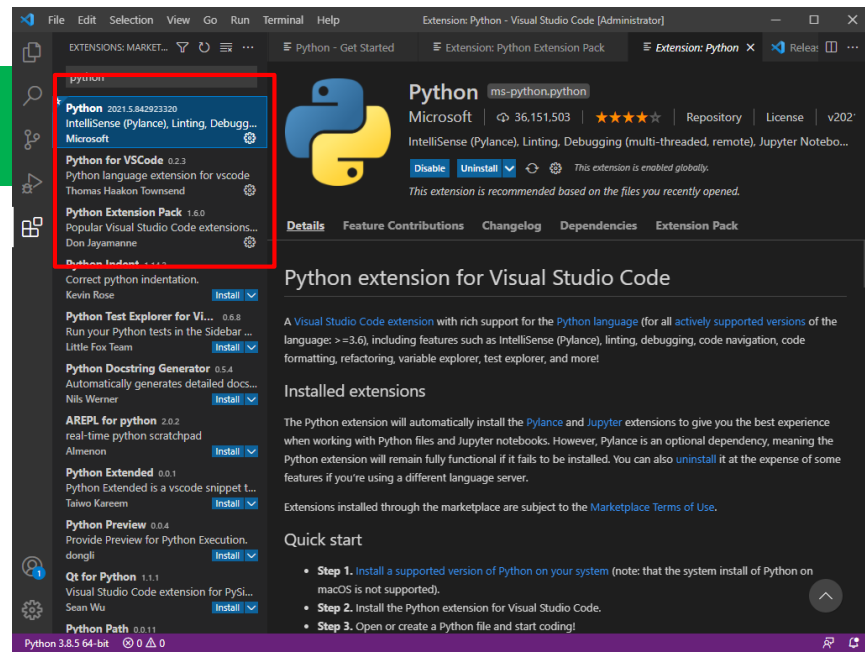 File Edit Selection View Go Run Terminal Help
Extension: Python - Visual Studio Code [Administrator]
EXTENSIONS: MARKET...
Python - Get Started
Extension: Python Extension Pack
Extension: Python
Releas
python
Python 2021.5.842923320
IntelliSense (Pylance), Linting, Debugg...
Microsoft
Python for VSCode 0.2.3
Python language extension for vscode
Thomas Haakon Townsend
Python Extension Pack 1.6.0
Popular Visual Studio Code extensions...
Don Jayamanne
Python Indent
Correct python indentation.
Kevin Rose Install
Python Test Explorer for Vi... 0.6.8
Run your Python tests in the Sidebar ...
Little Fox Team Install
Python Docstring Generator 0.5.4
Automatically generates detailed docs...
Nils Werner Install
AREPL for python 2.0.2
real-time python scratchpad
Almenon Install
Python Extended 0.0.1
Python Extended is a vscode snippet t...
Taiwo Kareem Install
Python Preview 0.0.4
Provide Preview for Python Execution.
dongli Install
Qt for Python 1.1.1
Visual Studio Code extension for PySi...
Sean Wu Install
Python Path 0.0.11
Python ms-python.python
Microsoft 36,151,503 Repository License v202
IntelliSense (Pylance), Linting, Debugging (multi-threaded, remote), Jupyter Notebo...
Disable Uninstall This extension is enabled globally.
This extension is recommended based on the files you recently opened.
Details Feature Contributions Changelog Dependencies Extension Pack
Python extension for Visual Studio Code
A Visual Studio Code extension with rich support for the Python language (for all actively supported versions of the
language: >=3.6), including features such as IntelliSense (Pylance), linting, debugging, code navigation, code
formatting, refactoring, variable explorer, test explorer, and more!
Installed extensions
The Python extension will automatically install the Pylance and Jupyter extensions to give you the best experience
when working with Python files and Jupyter notebooks. However, Pylance is an optional dependency, meaning the
Python extension will remain fully functional if it fails to be installed. You can also uninstall it at the expense of some
features if you're using a different language server.
Extensions installed through the marketplace are subject to the Marketplace Terms of Use.
Quick start
• Step 1. Install a supported version of Python on your system (note: that the system install of Python on
macOS is not supported).
• Step 2. Install the Python extension for Visual Studio Code.
• Step 3. Open or create a Python file and start coding!
1
Python 3.8.5 64-bit 0 0